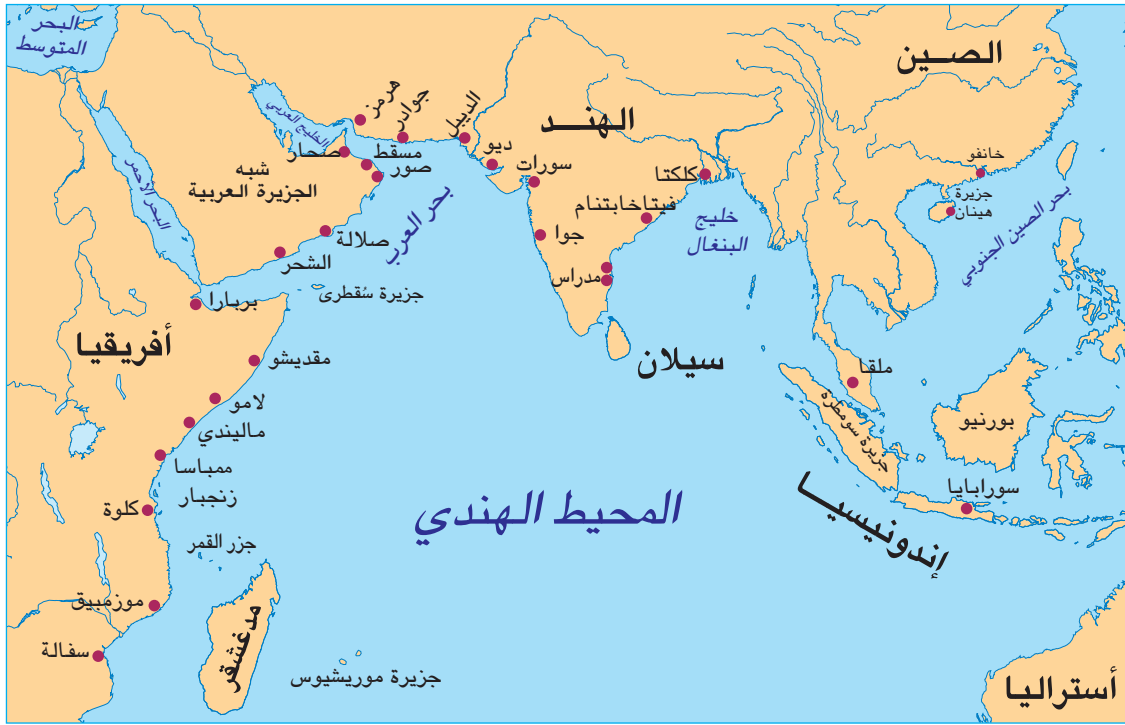 البحر
المتوسط
الصين
الهند
هرمز
جوادر
الديبل
الخليج العربي
صحار
مسقط
صور
ديو
سورات
كلكتا
خانفو
جزيرة
هينان
شبه
الجزيرة العربية
البحر الأحمر
بحر العرب
فيتاخابتنام
خليج
البنغال
بحر الصين الجنوبي
صلالة
الشحر
جوا
مدراس
جزيرة سُقطرى
بربارا
أفريقيا
مقديشو
سيلان
ملقا
لامو
ماليندي
جزيرة سومطرة
بورنيو
ممباسا
زنجبار
كلوة
المحيط الهندي
سورابايا
إندونيسيا
جزر القمر
موزمبيق
سفالة
مدغشقر
جزيرة موريشيوس
أستراليا